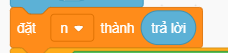 đặt n thành trả lời